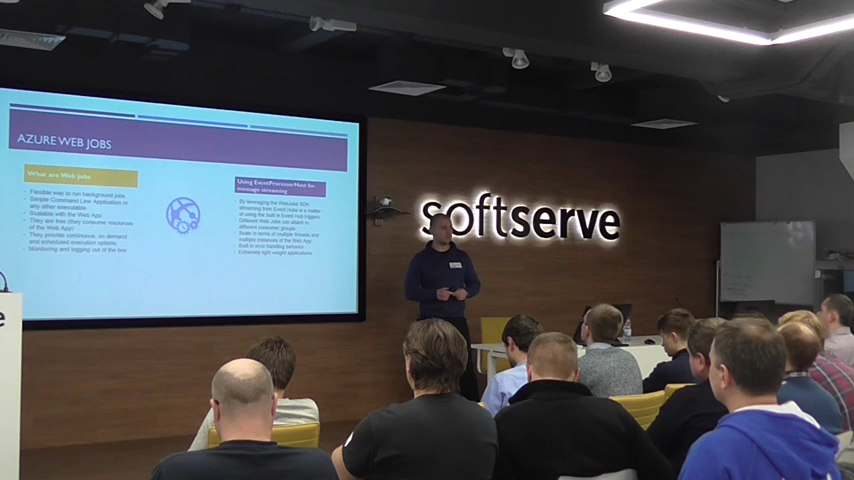 AZURE WEB JOBS
What are Web Jobs
Flexible way to run background jobs
Simple Command Line Application or
any other executable
Scalable with the Web App
They are free (they consume resources
of the Web App)
They provide continuous, on demand
and scheduled execution options
Monitoring and logging out of the box
Using EventProcessorHost for
message streaming
By leveraging the WebJobs SDK
streaming from Event Hubs is a matter
of using the built in Event Hub triggers
Different Web Jobs can attach to
different consumer groups
Scale in terms of multiple threads and
multiple instances of the Web App
Built in error handling behavior
Extremely light weight applications
softserve
e